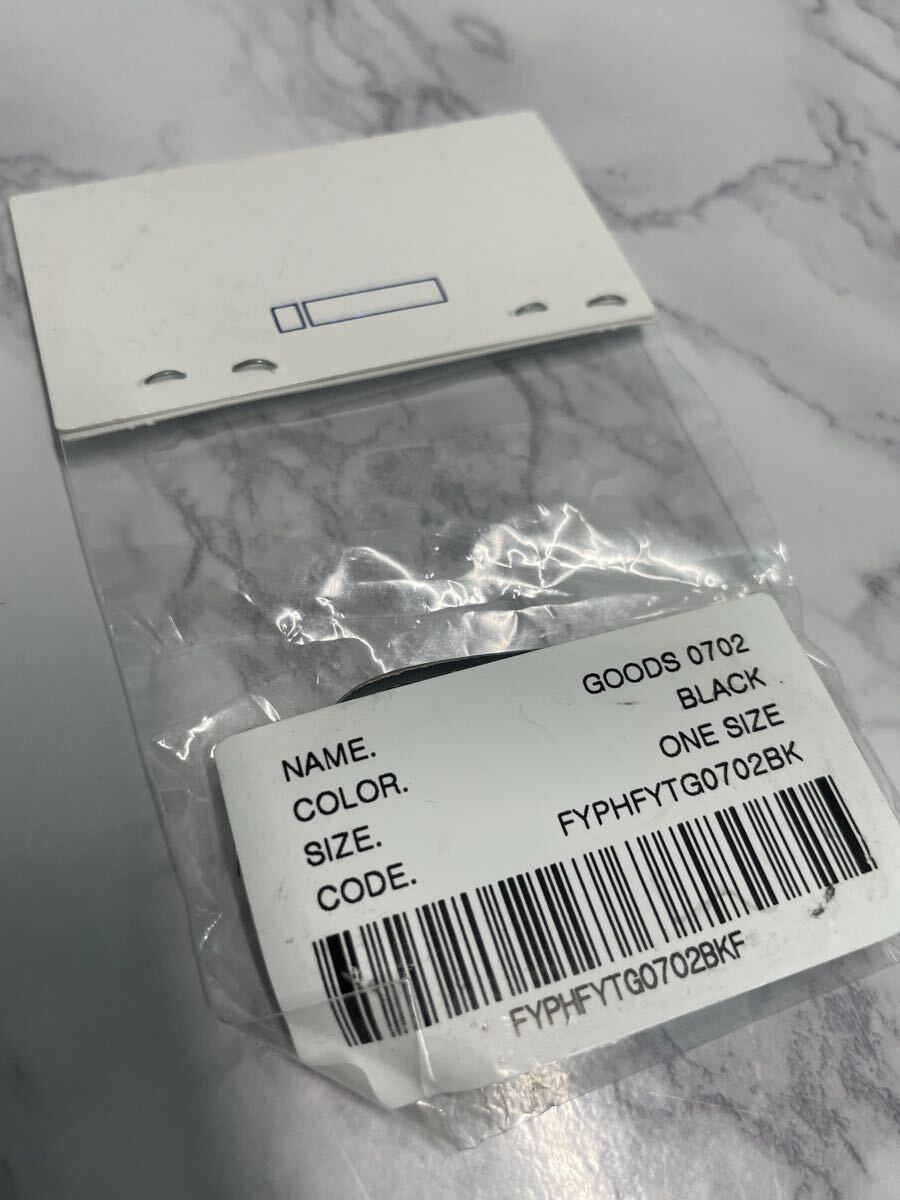 NAME. GOODS 0702
COLOR. BLACK
SIZE. ONE SIZE
CODE. FYPHFYTG0702BK
FYPHFYTG0702BKF